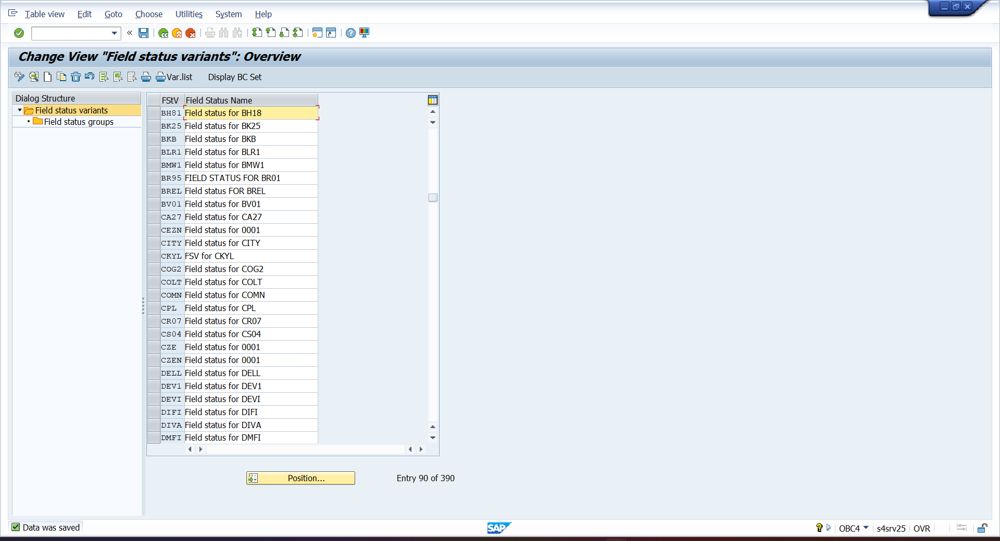 Table view Edit Goto Choose Utilities System Help
Change View "Field status variants": Overview
Var.list Display BC Set
Dialog Structure
Field status variants
Field status groups
FStV Field Status Name
BH81 Field status for BH18
BK25 Field status for BK25
BKB Field status for BKB
BLR1 Field status for BLR1
BMW1 Field status for BMW1
BR95 FIELD STATUS FOR BR01
BREL Field status FOR BREL
BV01 Field status for BV01
CA27 Field status for CA27
CEZN Field status for 0001
CITY Field status for CITY
CKYL FSV for CKYL
COG2 Field status for COG2
COLT Field status for COLT
COMN Field status for COMN
CPL Field status for CPL
CR07 Field status for CR07
CS04 Field status for CS04
CZE Field status for 0001
CZEN Field status for 0001
DELL Field status for DELL
DEV1 Field status for DEV1
DEVI Field status for DEVI
DIFI Field status for DIFI
DIVA Field status for DIVA
DMFI Field status for DMFI
Position... Entry 90 of 390
Data was saved SAP OBC4 s4srv25 OVR